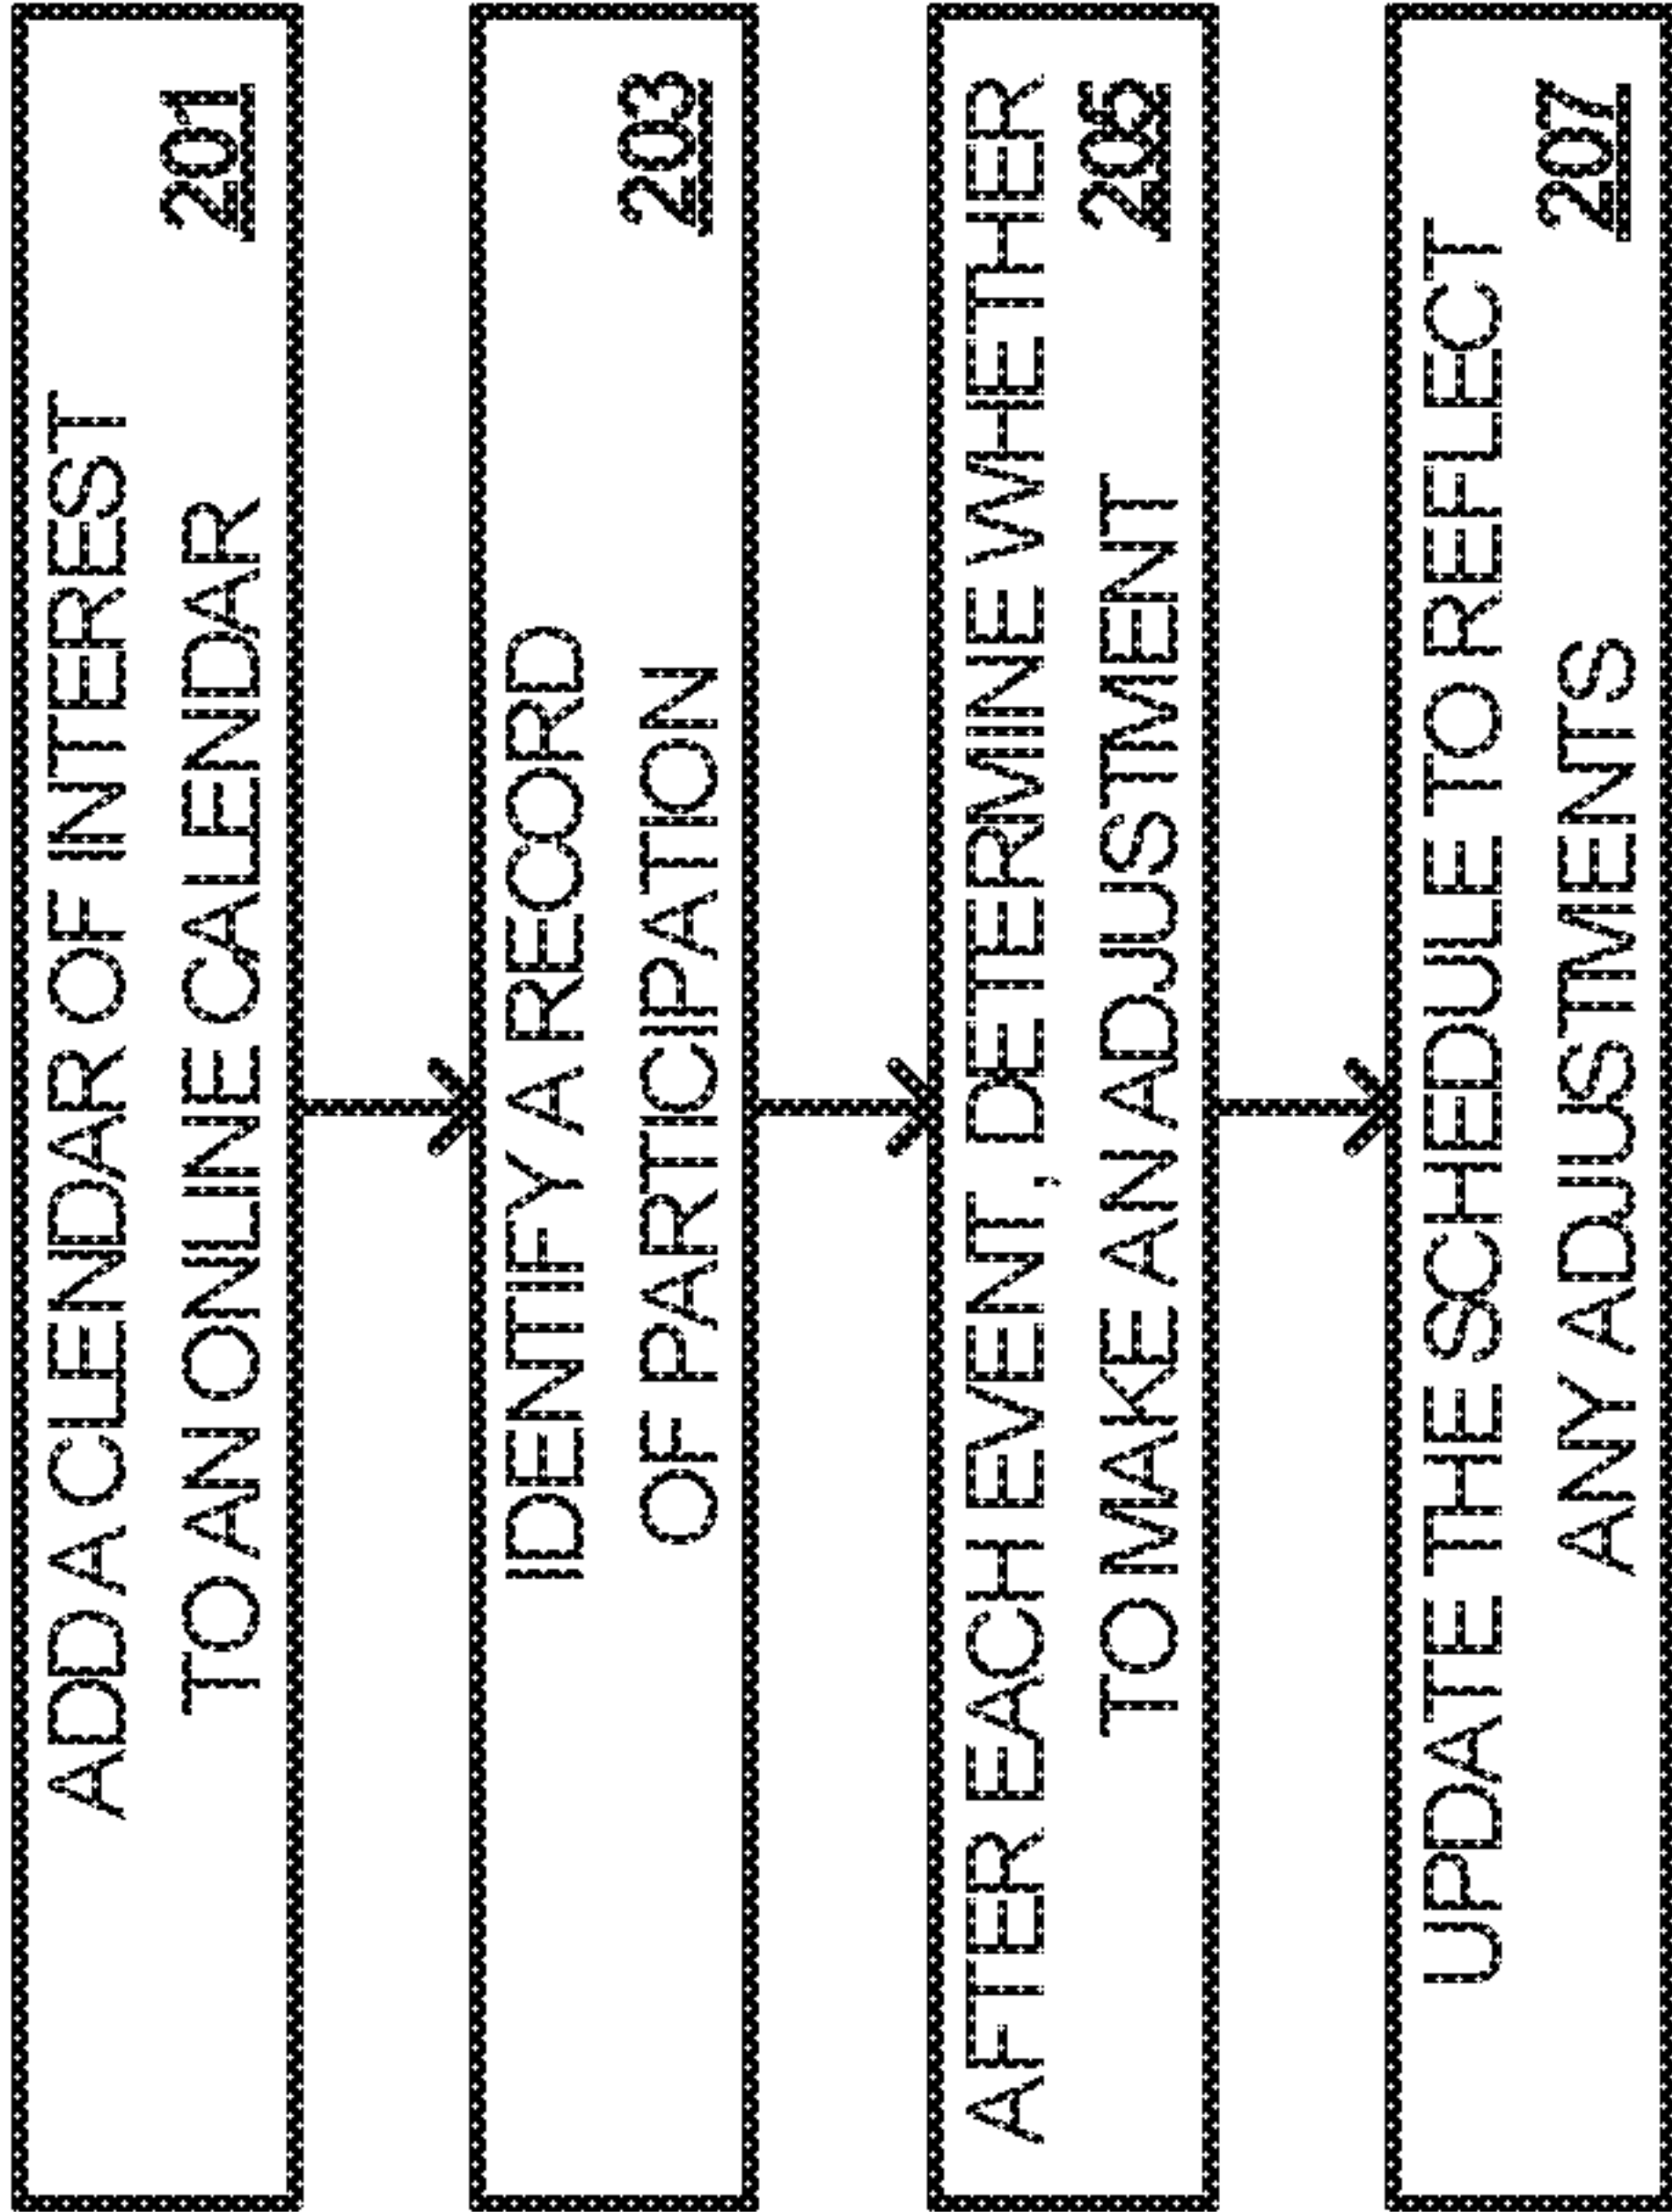 ADD A CLENDAR OF INTEREST
TO AN ONLINE CALENDAR
201
IDENTIFY A RECORD
OF PARTICIPATION
203
AFTER EACH EVENT, DETERMINE WHETHER
TO MAKE AN ADJUSTMENT
205
UPDATE THE SCHEDULE TO REFLECT
ANY ADJUSTMENTS
207